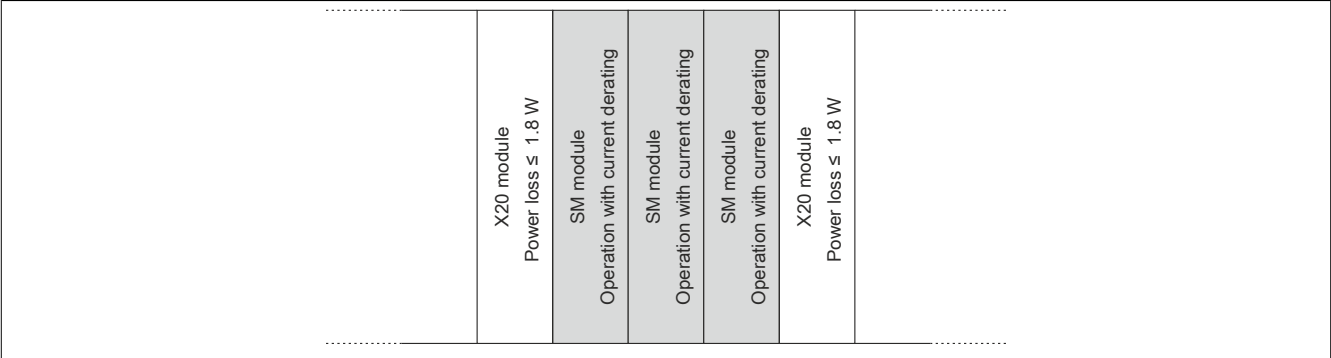 X20 module
Power loss ≤ 1.8 W
SM module
Operation with current derating
SM module
Operation with current derating
SM module
Operation with current derating
X20 module
Power loss ≤ 1.8 W